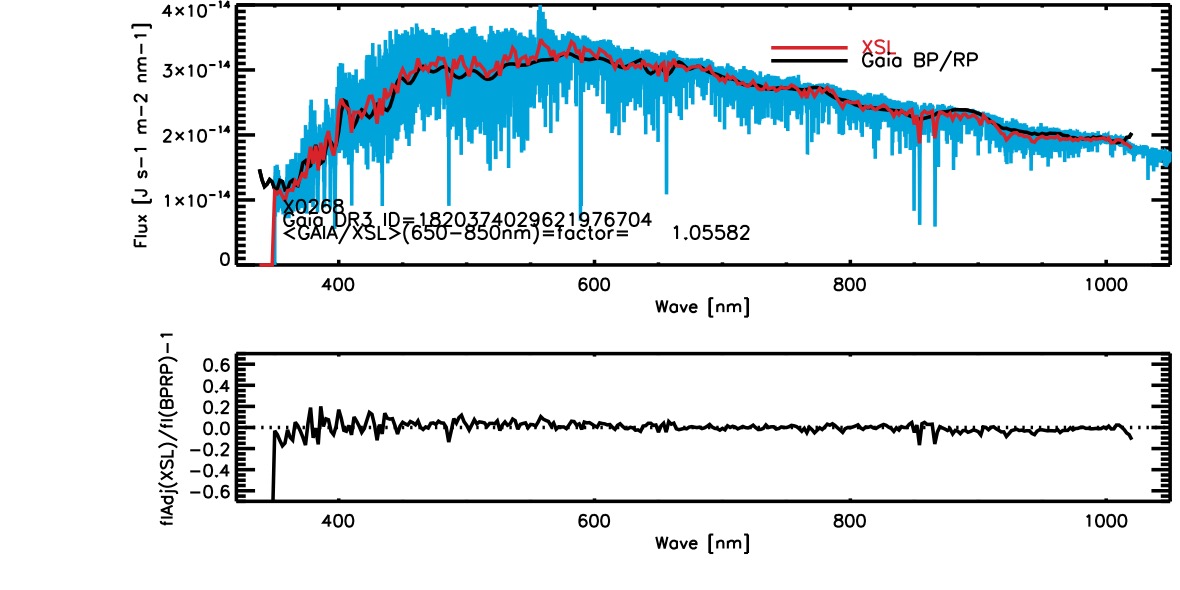 4×10−14
3×10−14
2×10−14
1×10−14
0
Flux [J s−1 m−2 nm−1]
XSL
Gaia BP/RP
X0268
Gaia DR3 ID=1820374029621976704
<GAIA/XSL>(650−850nm)=factor= 1.05582
400 600 800 1000
Wave [nm]
flAdj(XSL)/fl(BPRP)−1
0.6
0.4
0.2
0.0
−0.2
−0.4
−0.6
400 600 800 1000
Wave [nm]